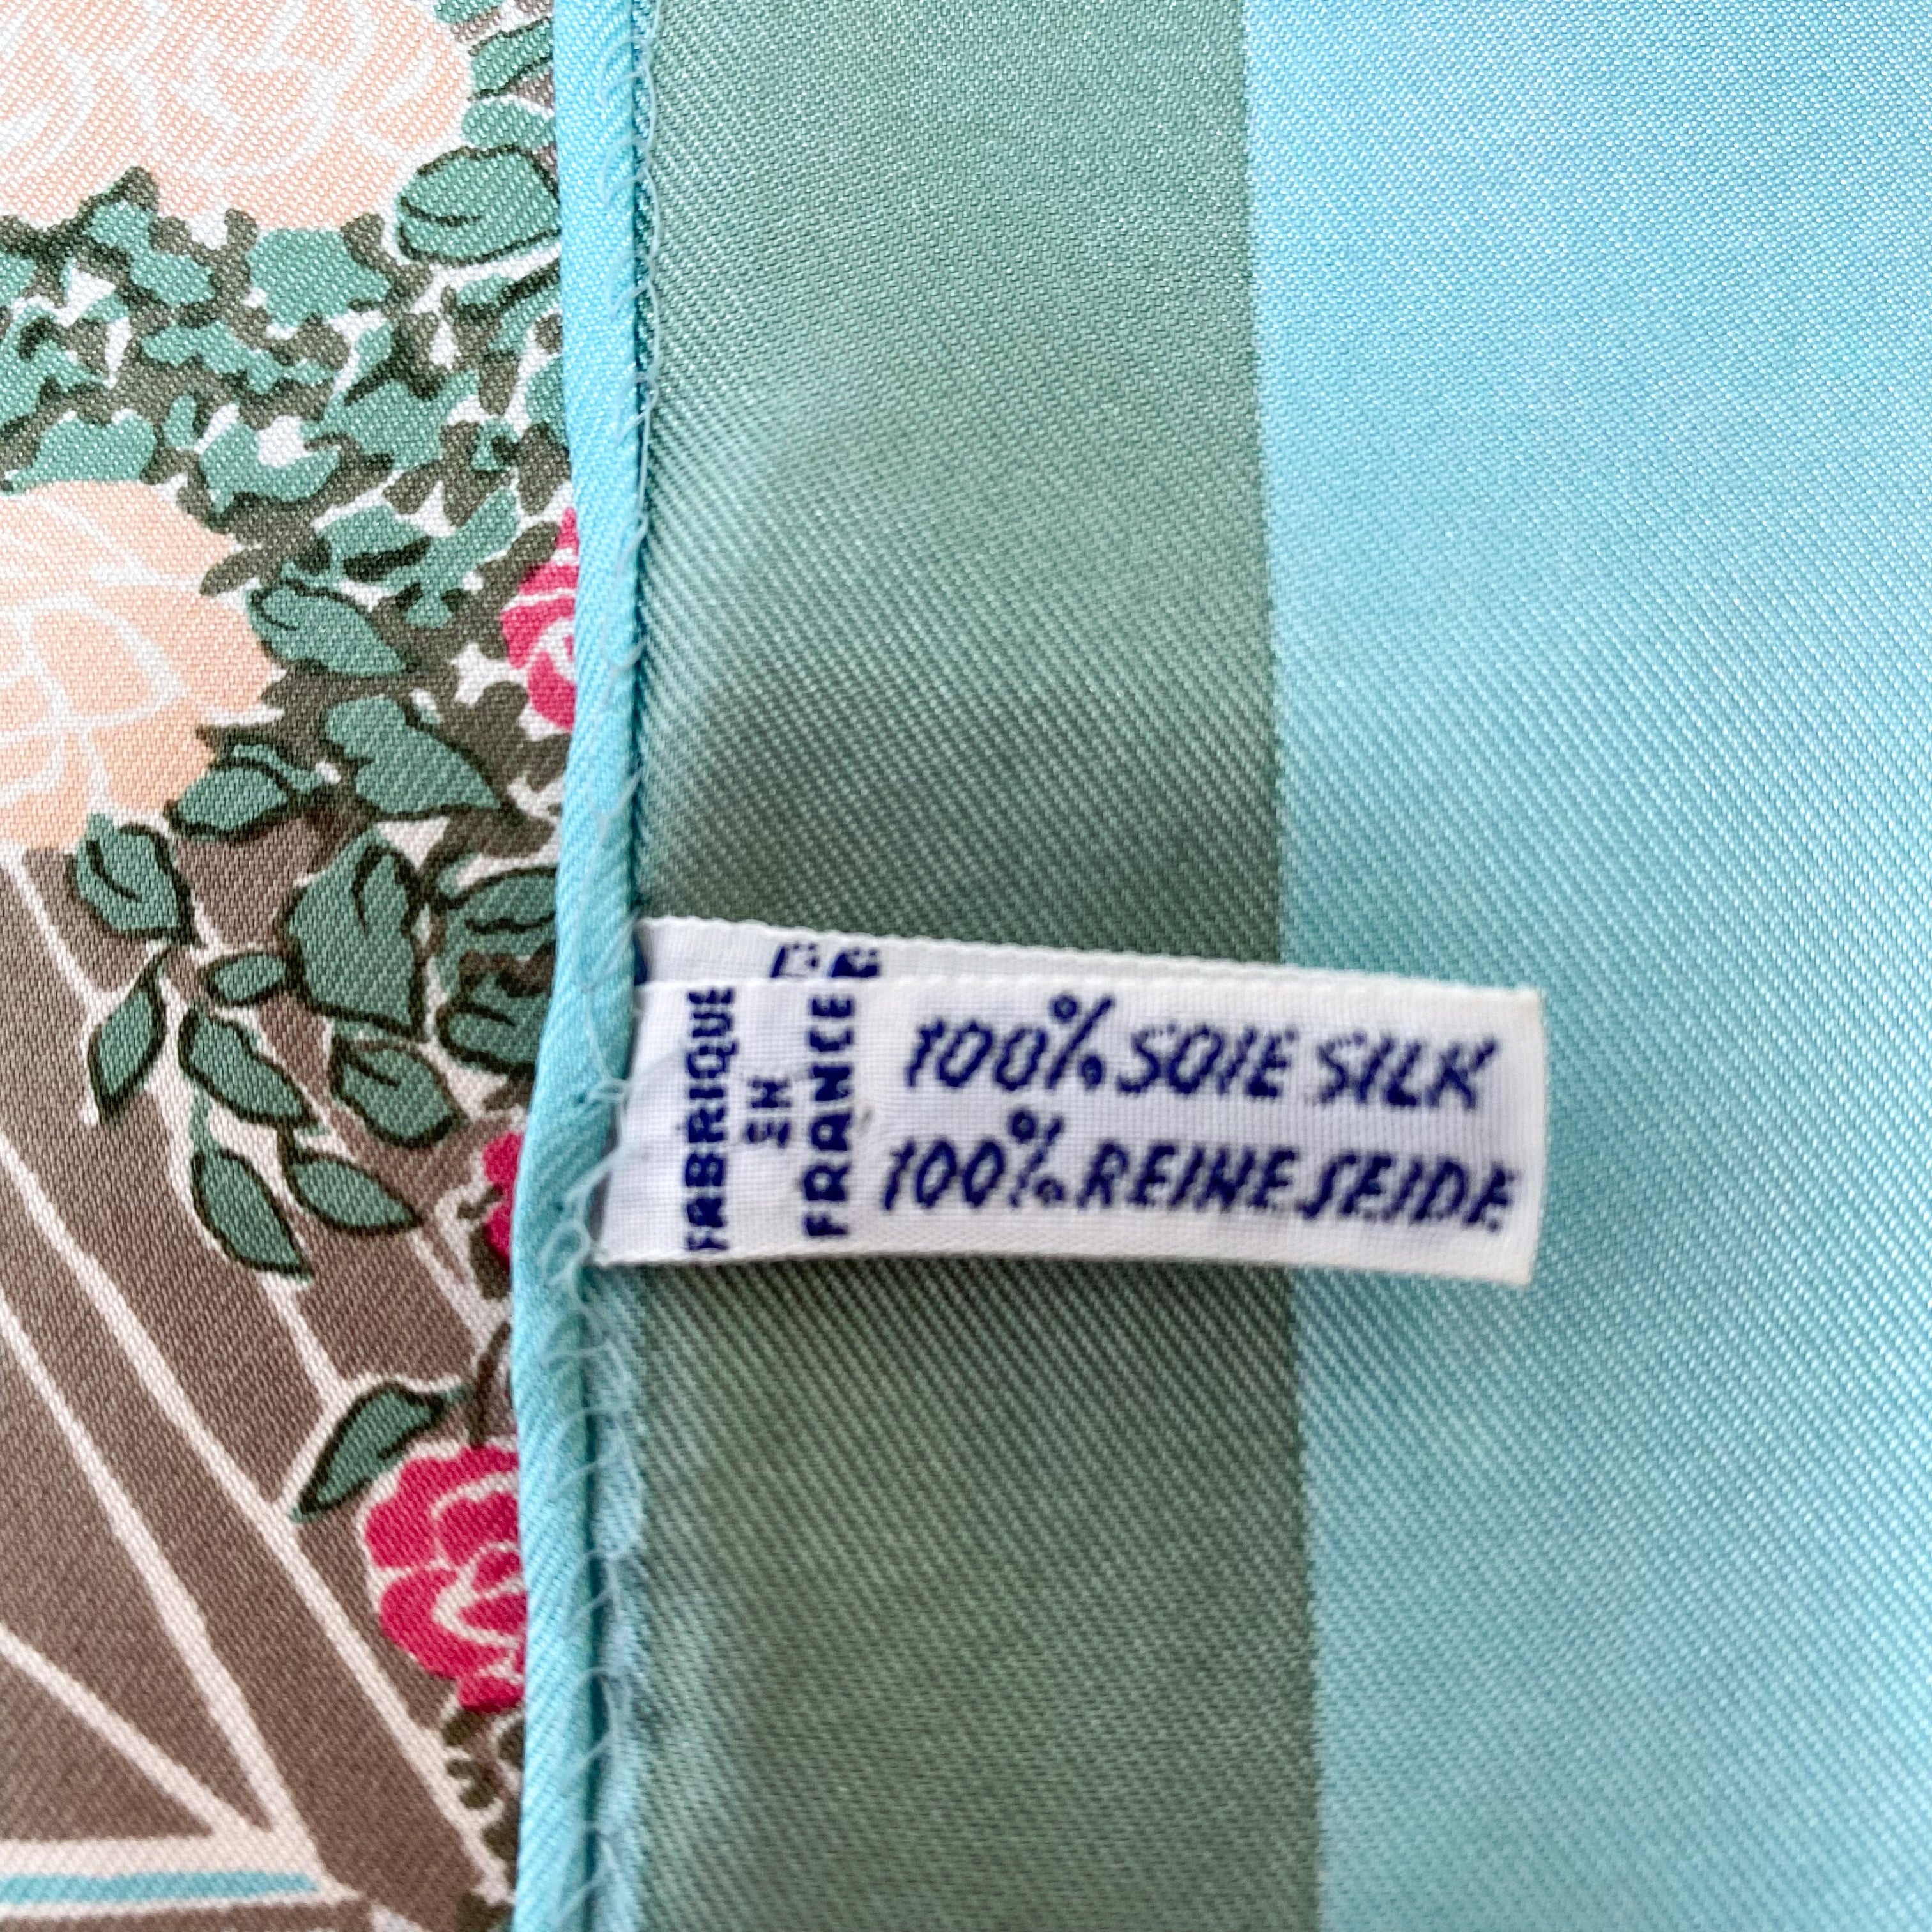 FABRIQUE
EN
FRANCE
100% SOIE SILK
100% REINE SEIDE